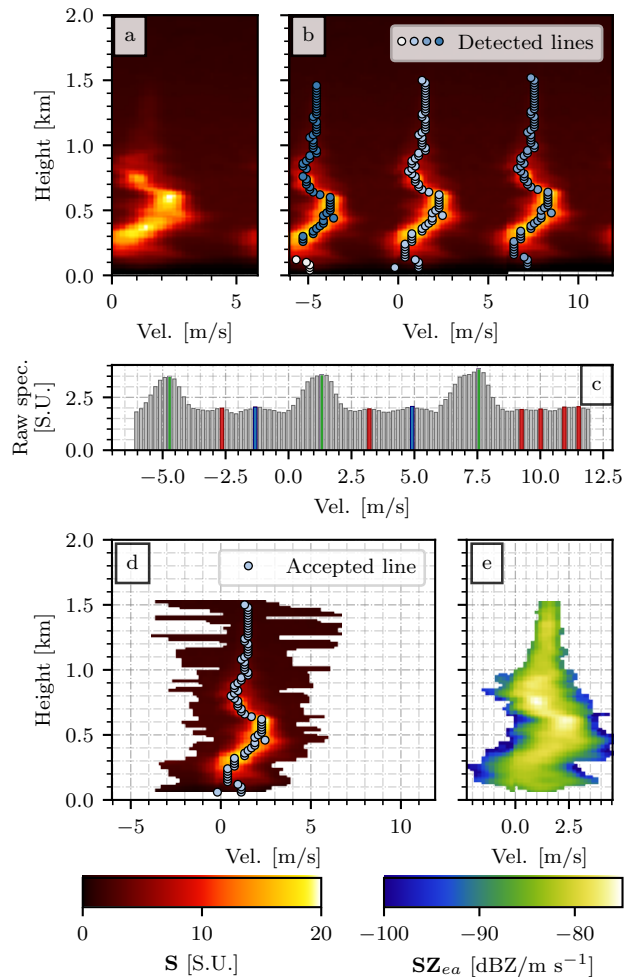 a
b
Detected lines
2.0
1.5
1.0
0.5
0.0
Height [km]
0
5
−5
0
5
10
Vel. [m/s]
Vel. [m/s]
c
2.5
0.0
Raw spec.
[S.U.]
−5.0
−2.5
0.0
2.5
5.0
7.5
10.0
12.5
Vel. [m/s]
d
Accepted line
e
2.0
1.5
1.0
0.5
0.0
Height [km]
−5
0
5
10
0.0
2.5
Vel. [m/s]
Vel. [m/s]
0
10
20
−100
−90
−80
S [S.U.]
SZea [dBZ/m s−1]